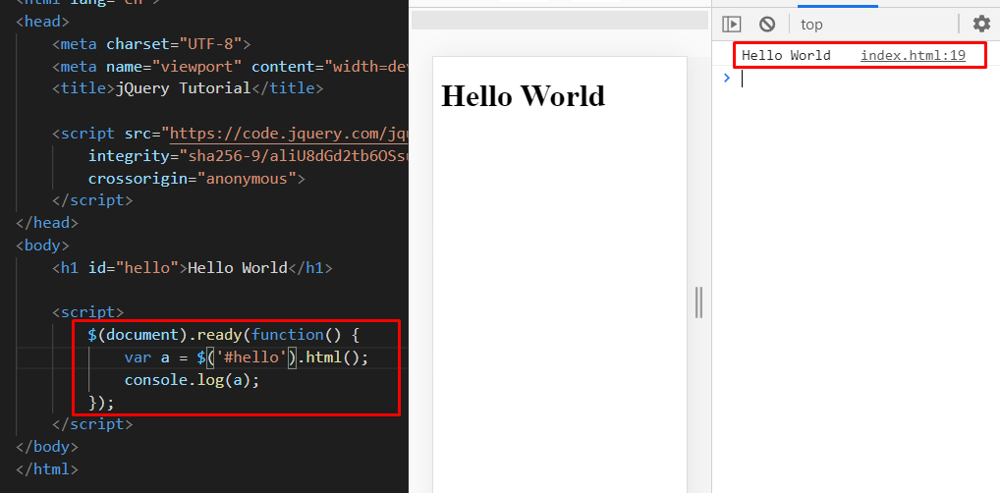 <html lang="en">
<head>
<meta charset="UTF-8">
<meta name="viewport" content="width=dev
<title>jQuery Tutorial</title>
<script src="https://code.jquery.com/jq
integrity="sha256-9/aliU8dGd2tb6OSsu
crossorigin="anonymous">
</script>
</head>
<body>
<h1 id="hello">Hello World</h1>
<script>
$(document).ready(function() {
var a = $('#hello').html();
console.log(a);
});
</script>
</body>
</html>
Hello World
top
Hello World index.html:19